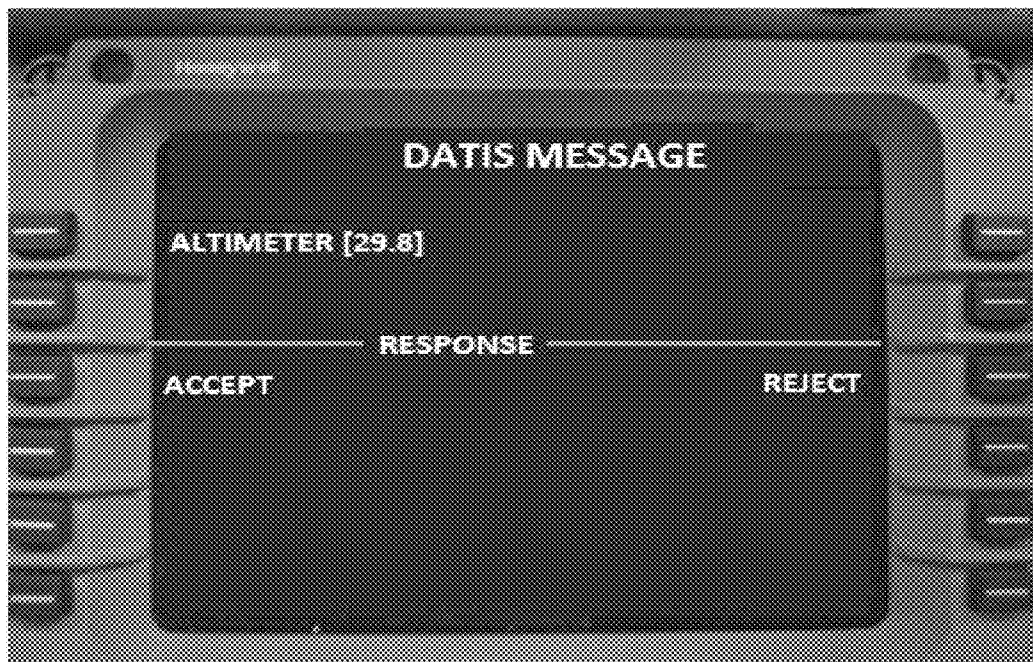 DATIS MESSAGE
ALTIMETER [29.8]
RESPONSE
ACCEPT
REJECT